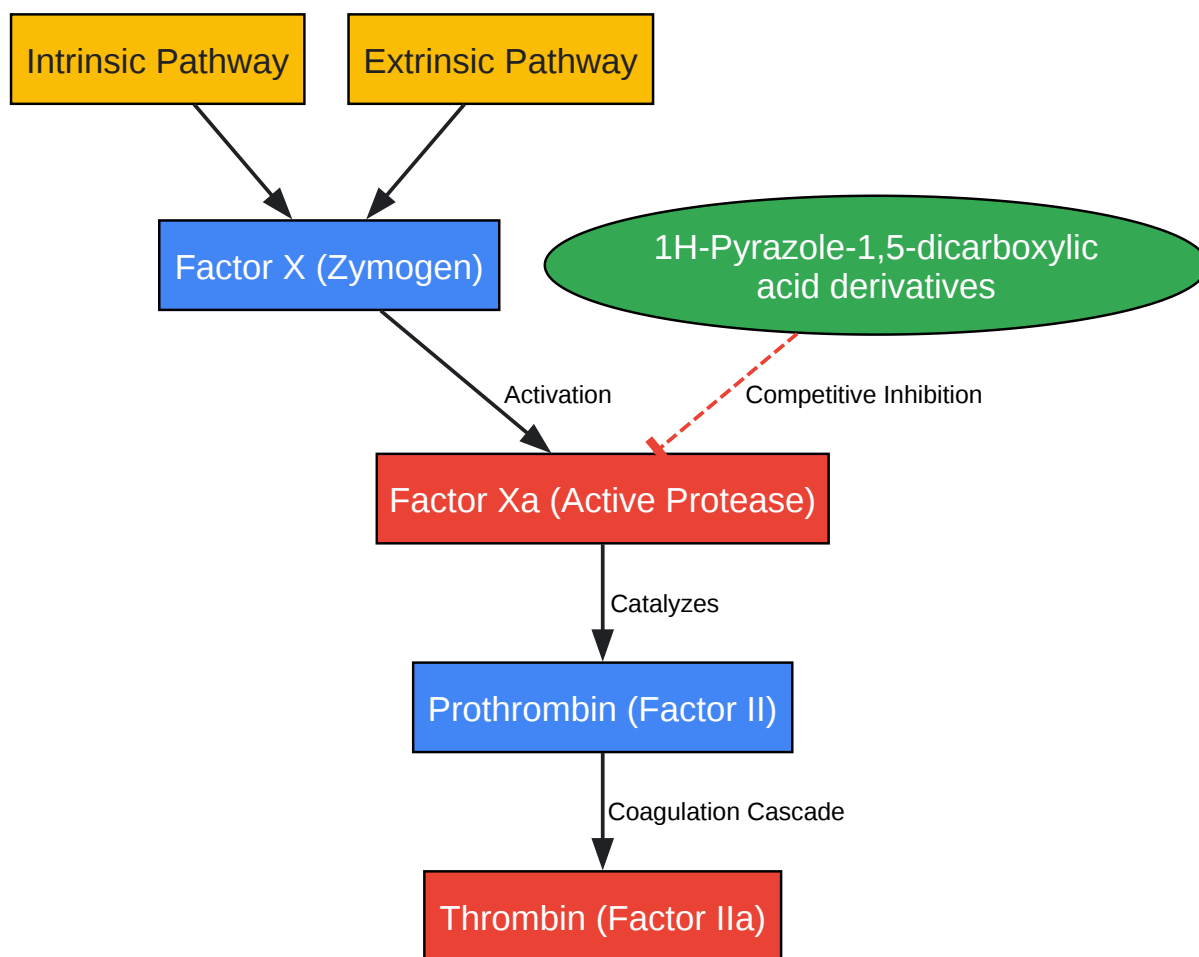 Intrinsic Pathway
Extrinsic Pathway
Factor X (Zymogen)
1H-Pyrazole-1,5-dicarboxylic
acid derivatives
Activation
Competitive Inhibition
Factor Xa (Active Protease)
Catalyzes
Prothrombin (Factor II)
Coagulation Cascade
Thrombin (Factor IIa)